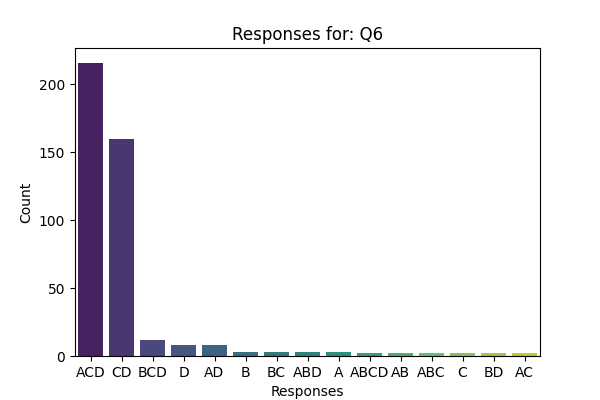 Responses for: Q6
Count
200
150
100
50
0
ACD CD BCD D AD B BC ABD A ABCD AB ABC C BD AC
Responses